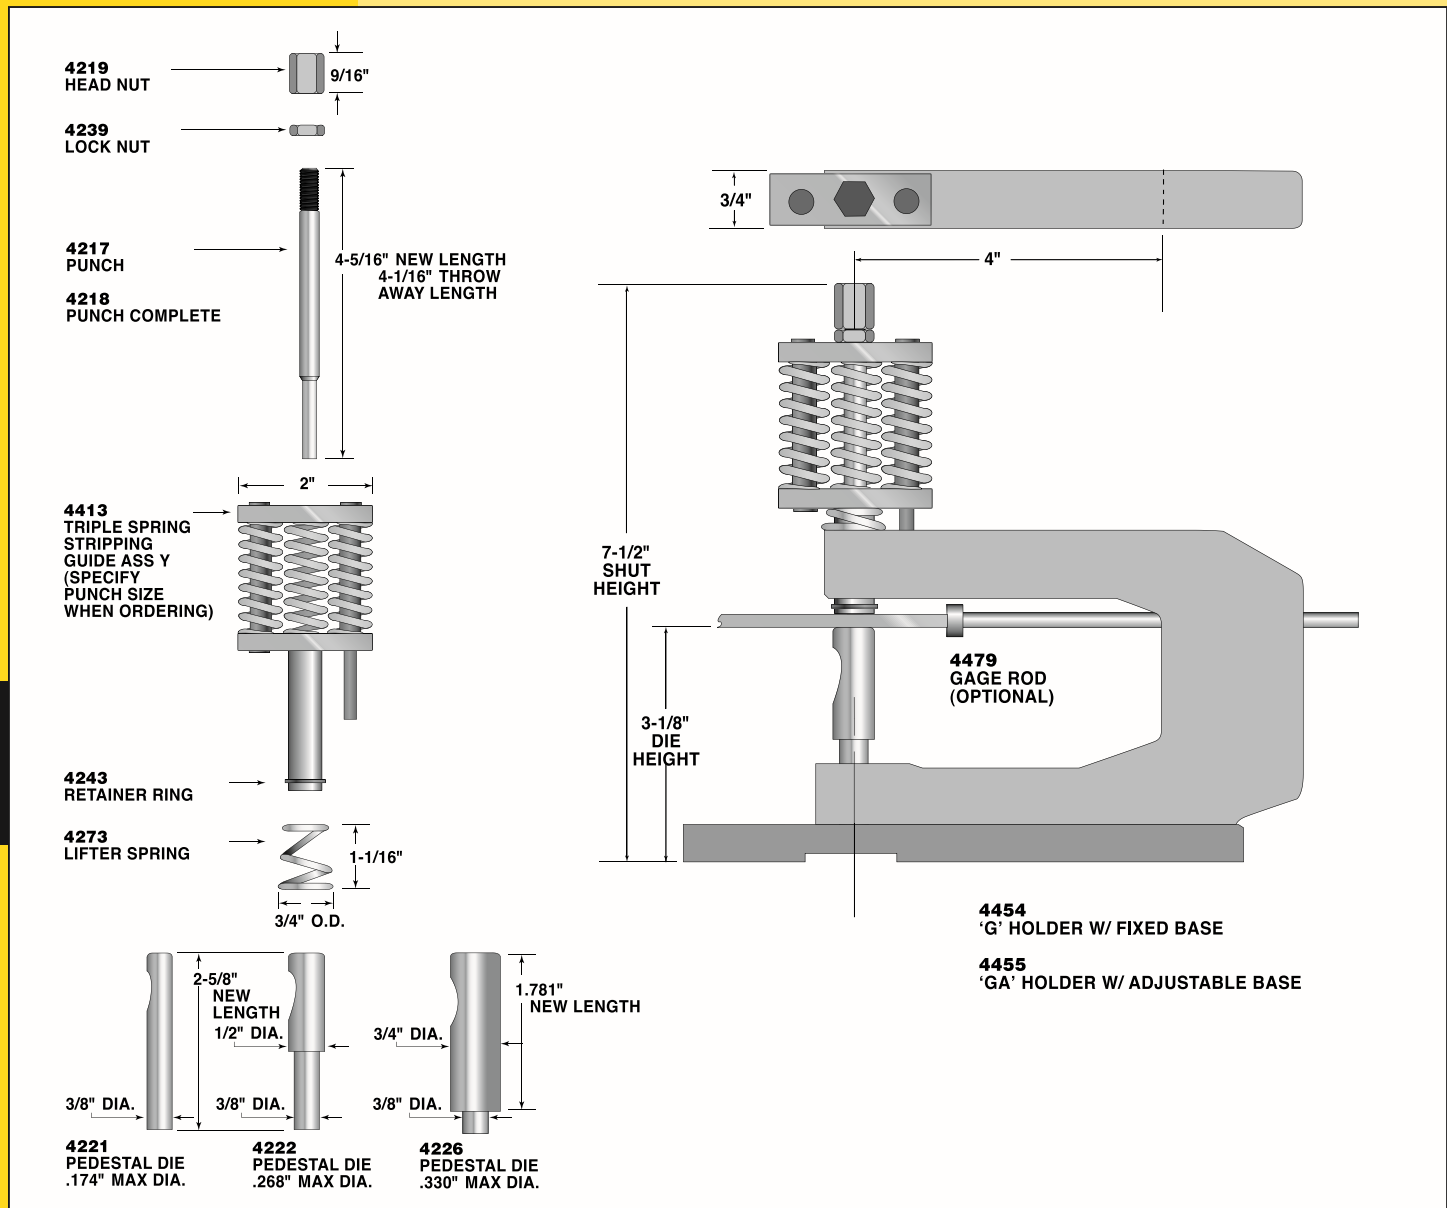 4219
HEAD NUT
9/16"
4239
LOCK NUT
4217
PUNCH
4218
PUNCH COMPLETE
4-5/16" NEW LENGTH
4-1/16" THROW
AWAY LENGTH
2"
4413
TRIPLE SPRING
STRIPPING
GUIDE ASS Y
(SPECIFY
PUNCH SIZE
WHEN ORDERING)
4243
RETAINER RING
4273
LIFTER SPRING
1-1/16"
3/4" O.D.
2-5/8"
NEW
LENGTH
1/2" DIA.
3/8" DIA.
3/8" DIA.
4221
PEDESTAL DIE
.174" MAX DIA.
4222
PEDESTAL DIE
.268" MAX DIA.
1.781"
NEW LENGTH
3/4" DIA.
3/8" DIA.
4226
PEDESTAL DIE
.330" MAX DIA.
3/4"
4"
7-1/2"
SHUT
HEIGHT
3-1/8"
DIE
HEIGHT
4479
GAGE ROD
(OPTIONAL)
4454
‘G’ HOLDER W/ FIXED BASE
4455
‘GA’ HOLDER W/ ADJUSTABLE BASE